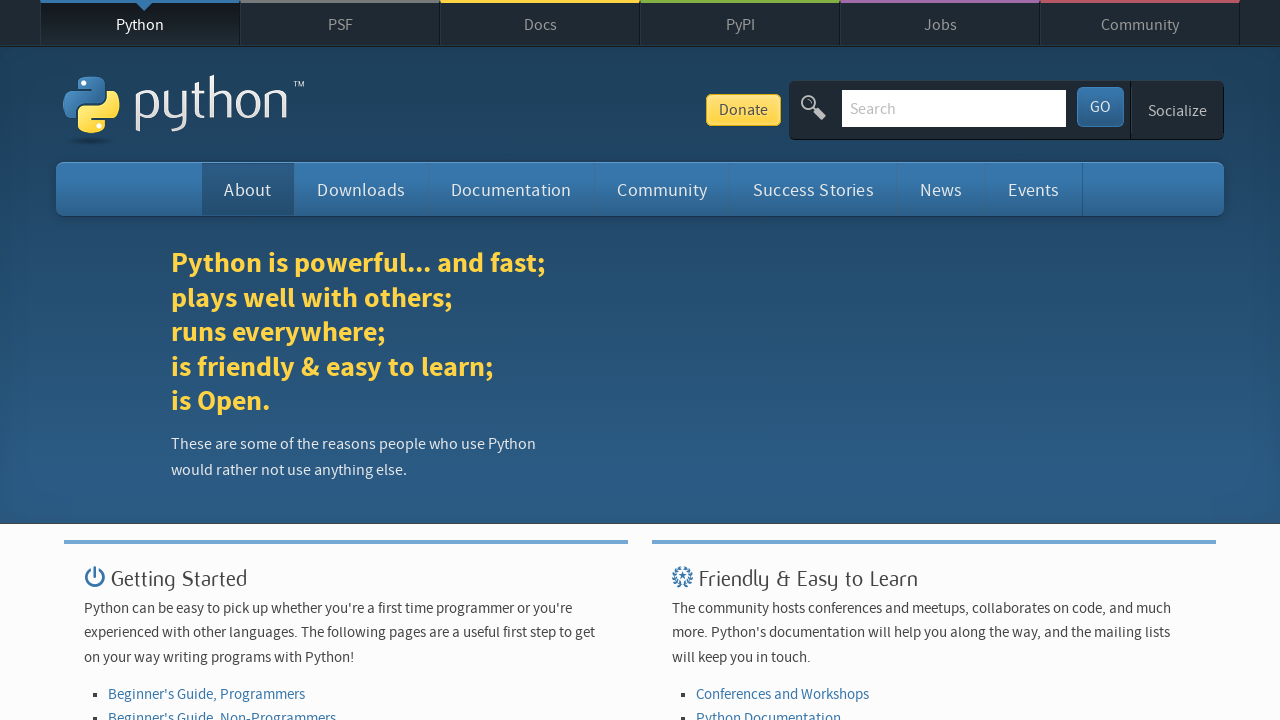 Python
PSF
Docs
PyPI
Jobs
Community
python™
Donate
Search
GO
Socialize
About
Downloads
Documentation
Community
Success Stories
News
Events
Python is powerful... and fast;
plays well with others;
runs everywhere;
is friendly & easy to learn;
is Open.
These are some of the reasons people who use Python
would rather not use anything else.
Getting Started
Python can be easy to pick up whether you're a first time programmer or you're
experienced with other languages. The following pages are a useful first step to get
on your way writing programs with Python!
Beginner's Guide, Programmers
Beginner's Guide, Non-Programmers
Friendly & Easy to Learn
The community hosts conferences and meetups, collaborates on code, and much
more. Python's documentation will help you along the way, and the mailing lists
will keep you in touch.
Conferences and Workshops
Python Documentation